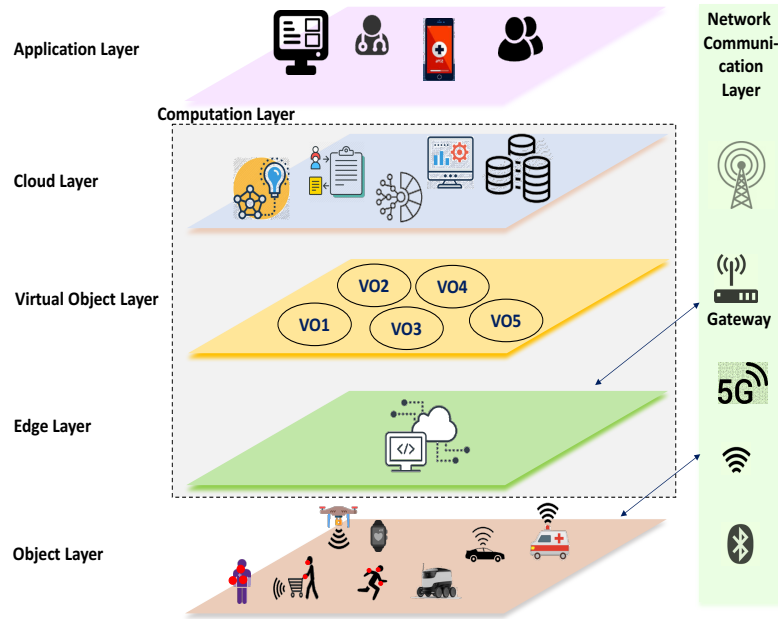 Application Layer
Network
Communi-
cation
Layer
Computation Layer
Cloud Layer
Virtual Object Layer
VO2
VO4
VO1
VO3
VO5
Gateway
5G
Edge Layer
</>
Object Layer